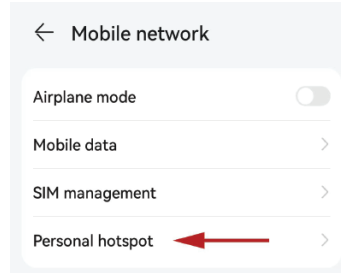 Mobile network
Airplane mode
Mobile data
SIM management
Personal hotspot